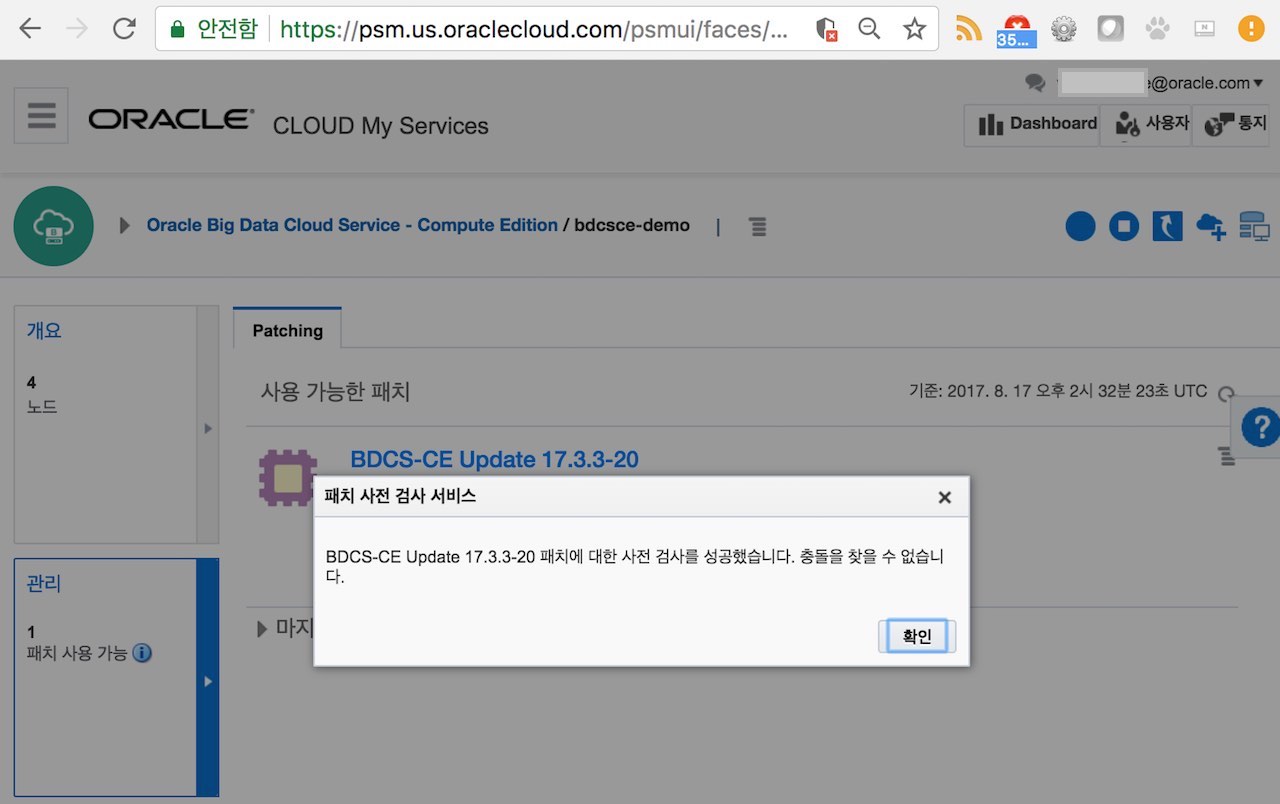 안전함 https://psm.us.oraclecloud.com/psmui/faces/...
35...
@oracle.com
ORACLE CLOUD My Services
Dashboard 사용자 통지
Oracle Big Data Cloud Service - Compute Edition / bdcsce-demo |
개요
4
노드
Patching
사용 가능한 패치
기준: 2017. 8. 17 오후 2시 32분 23초 UTC
?
BDCS-CE Update 17.3.3-20
패치 사전 검사 서비스
BDCS-CE Update 17.3.3-20 패치에 대한 사전 검사를 성공했습니다. 충돌을 찾을 수 없습니
다.
확인
관리
1
패치 사용 가능
마지